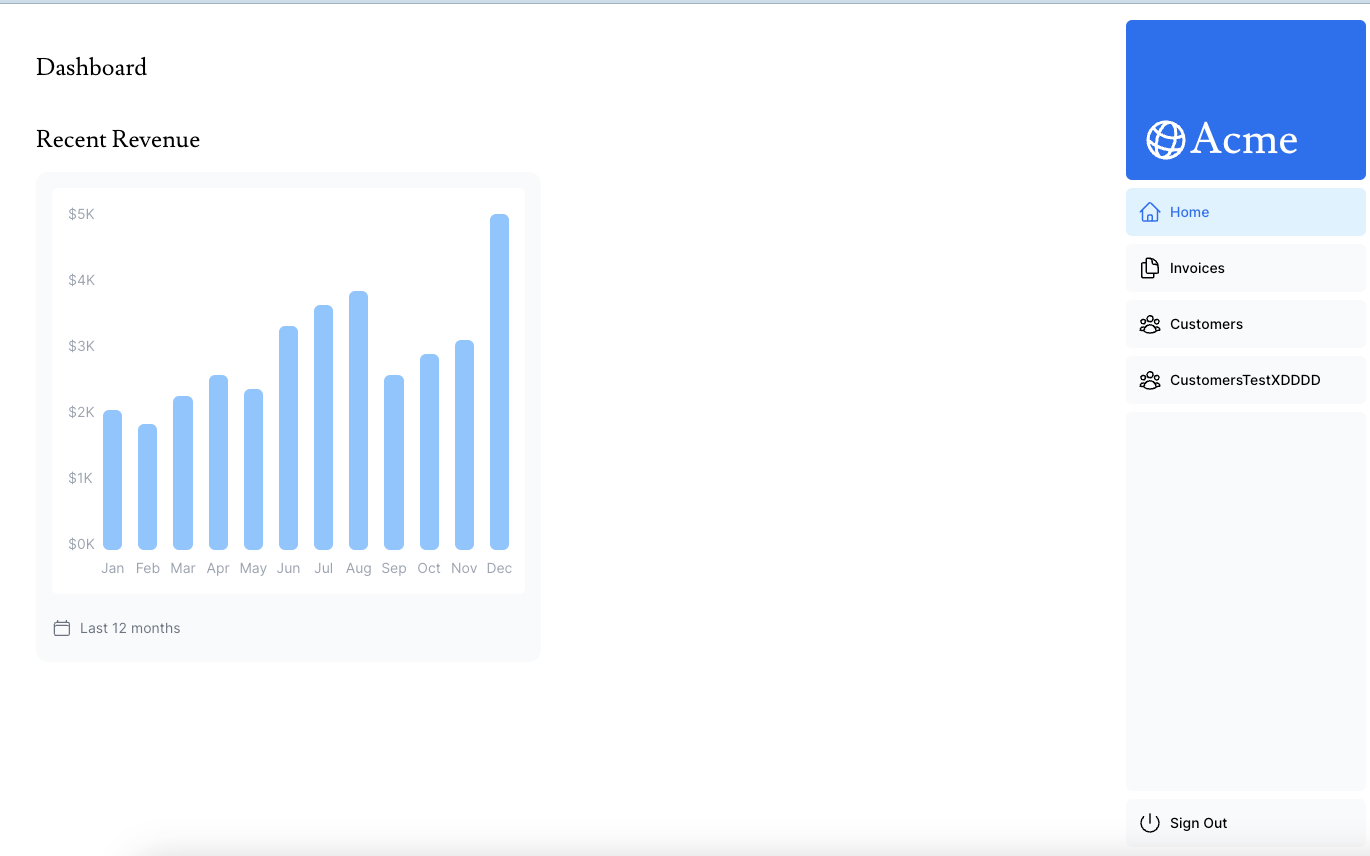 Dashboard
Recent Revenue
$5K
$4K
$3K
$2K
$1K
$0K
Jan Feb Mar Apr May Jun Jul Aug Sep Oct Nov Dec
Last 12 months
Acme
Home
Invoices
Customers
CustomersTestXDDDD
Sign Out